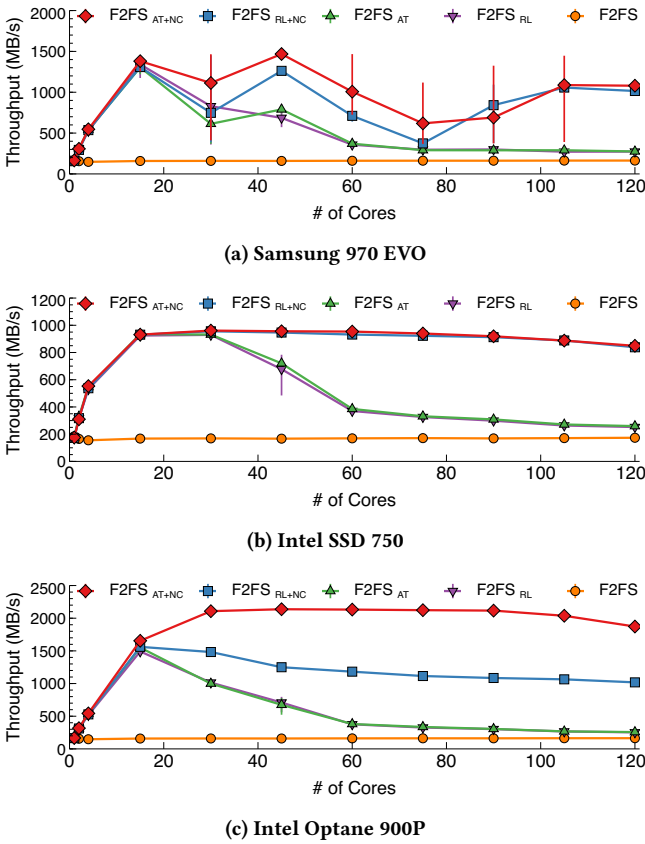 F2FS AT+NC F2FS RL+NC F2FS AT F2FS RL F2FS
2000
1500
1000
500
0
Throughput (MB/s)
0 20 40 60 80 100 120
# of Cores
(a) Samsung 970 EVO
F2FS AT+NC F2FS RL+NC F2FS AT F2FS RL F2FS
1200
1000
800
600
400
200
0
Throughput (MB/s)
0 20 40 60 80 100 120
# of Cores
(b) Intel SSD 750
F2FS AT+NC F2FS RL+NC F2FS AT F2FS RL F2FS
2500
2000
1500
1000
500
0
Throughput (MB/s)
0 20 40 60 80 100 120
# of Cores
(c) Intel Optane 900P